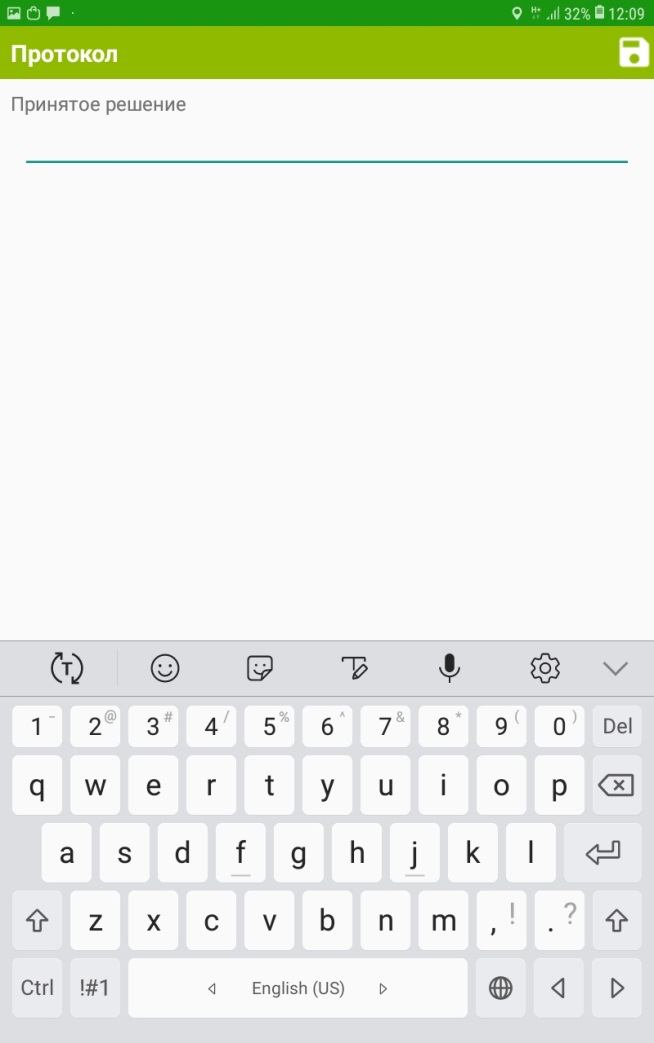 32% 12:09
Протокол
Принятое решение
1 - 2 @ 3 # 4 / 5 % 6 ^ 7 & 8 * 9 ( 0 ) Del
q w e r t y u i o p
a s d f g h j k l
z x c v b n m , ! . ?
Ctrl !#1 English (US)